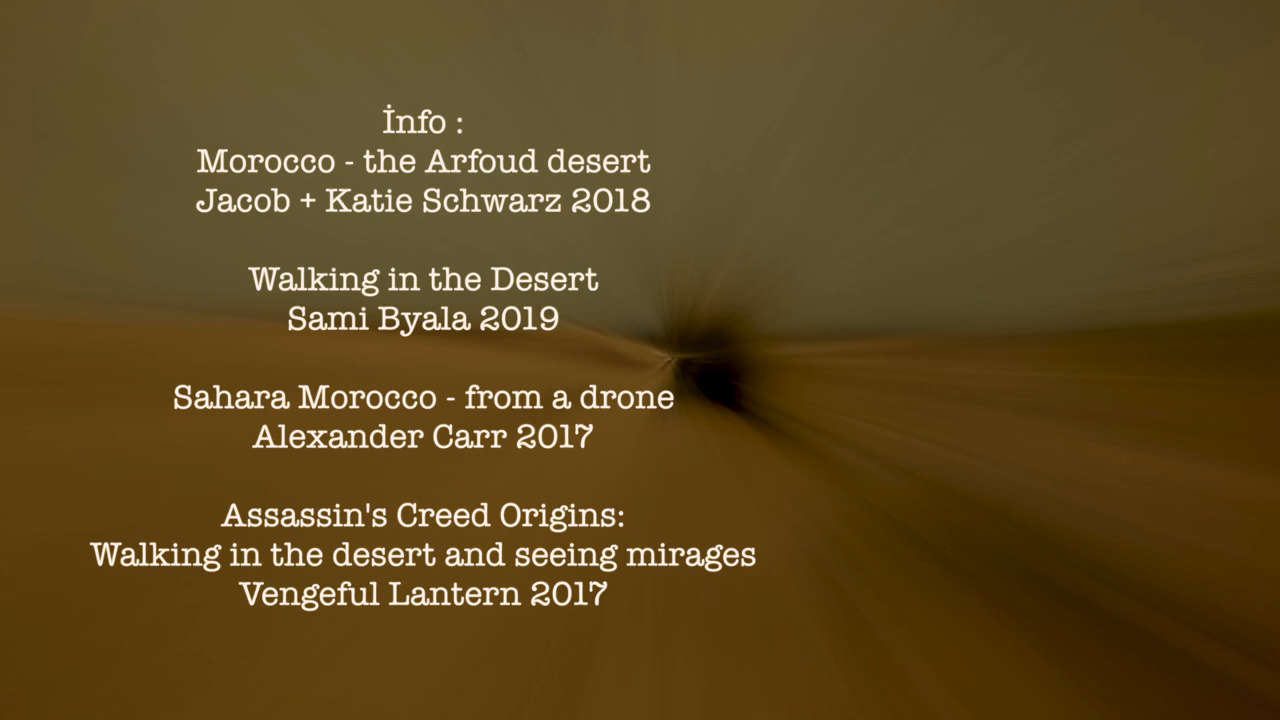 İnfo :
Morocco - the Arfoud desert
Jacob + Katie Schwarz 2018
Walking in the Desert
Sami Byala 2019
Sahara Morocco - from a drone
Alexander Carr 2017
Assassin's Creed Origins:
Walking in the desert and seeing mirages
Vengeful Lantern 2017